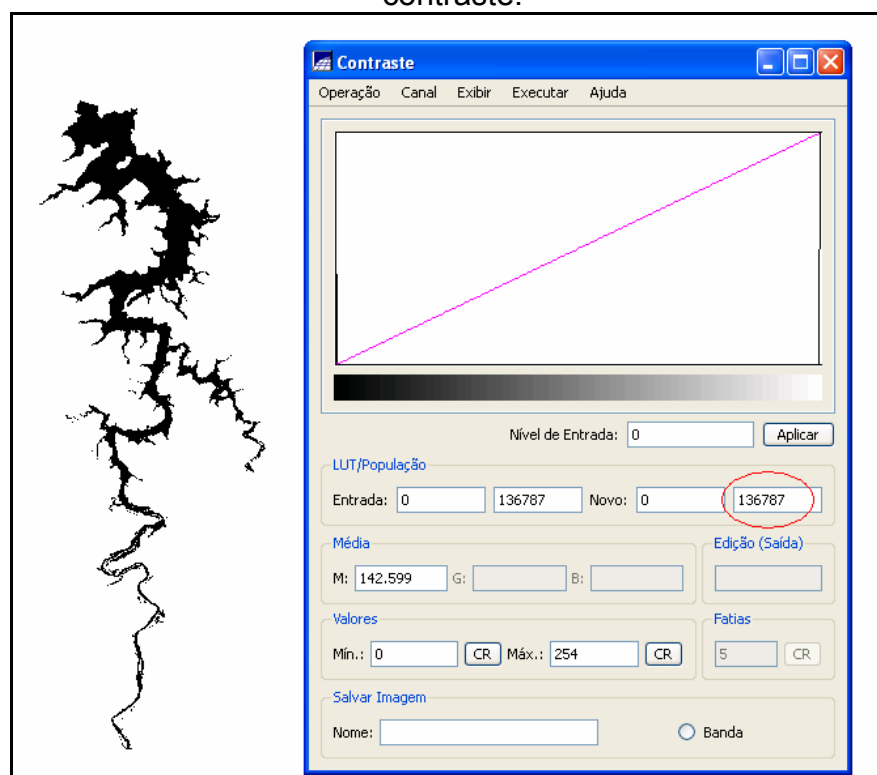 contraste.
Contraste
Operação Canal Exibir Executar Ajuda
Nível de Entrada: 0 Aplicar
LUT/População
Entrada: 0 136787 Novo: 0 136787
Média Edição (Saída)
M: 142.599 G: B:
Valores Fatias
Mín.: 0 CR Máx.: 254 CR 5 CR
Salvar Imagem
Nome: Banda